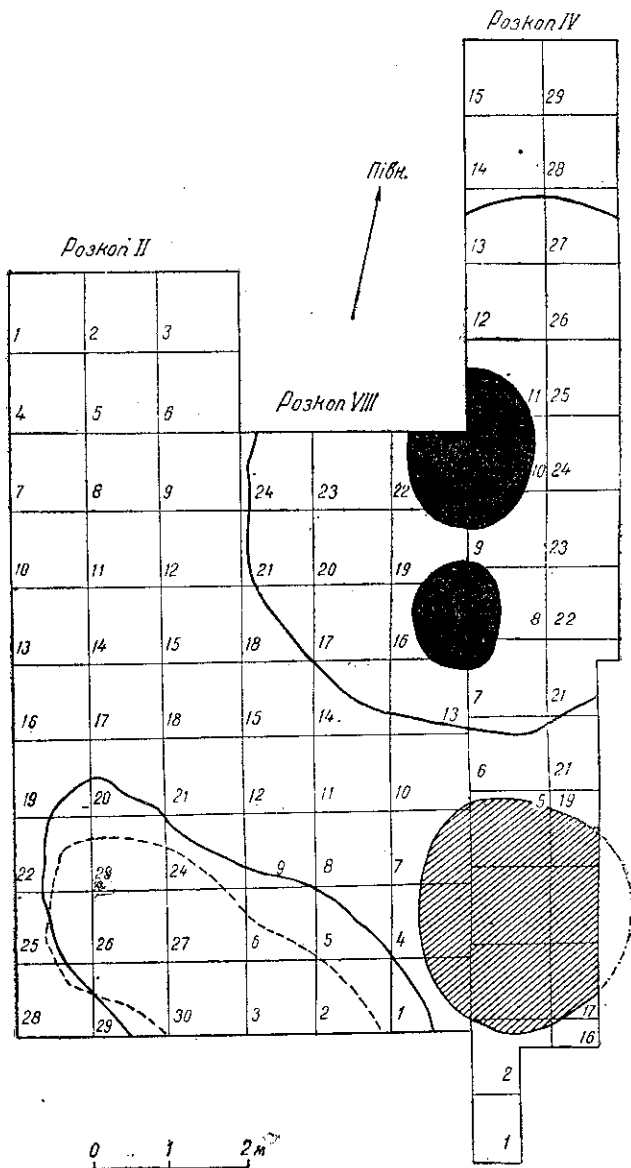 Розкоп IV
15 29
Півн.
14 28
Розкоп II
13 27
1 2 3 12 26
Розкоп VIII
4 5 6 11 25
7 8 9 24 23 22 10 24
10 11 12 21 20 19 9 23
13 14 15 18 17 16 8 22
16 17 18 15 14 13 7 21
19 20 21 12 11 10 6 21
5 19
22 28 24 9 8 7
25 26 27 6 5 4
28 29 30 3 2 1 17
16
2
1
0 1 2 м